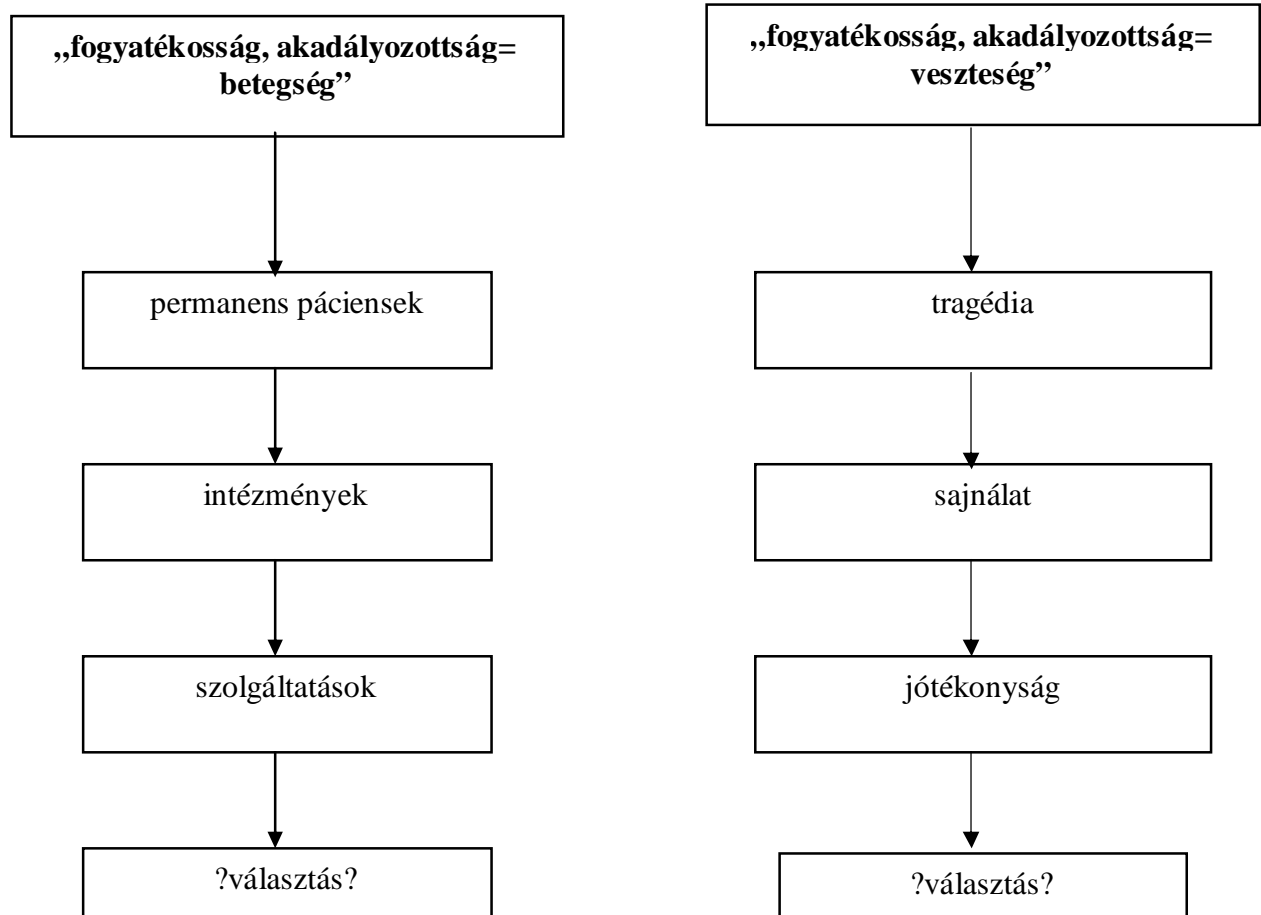 „fogyatékosság, akadályozottság=
betegség”
permanens páciensek
intézmények
szolgáltatások
?választás?
„fogyatékosság, akadályozottság=
veszteség”
tragédia
sajnálat
jótékonyság
?választás?